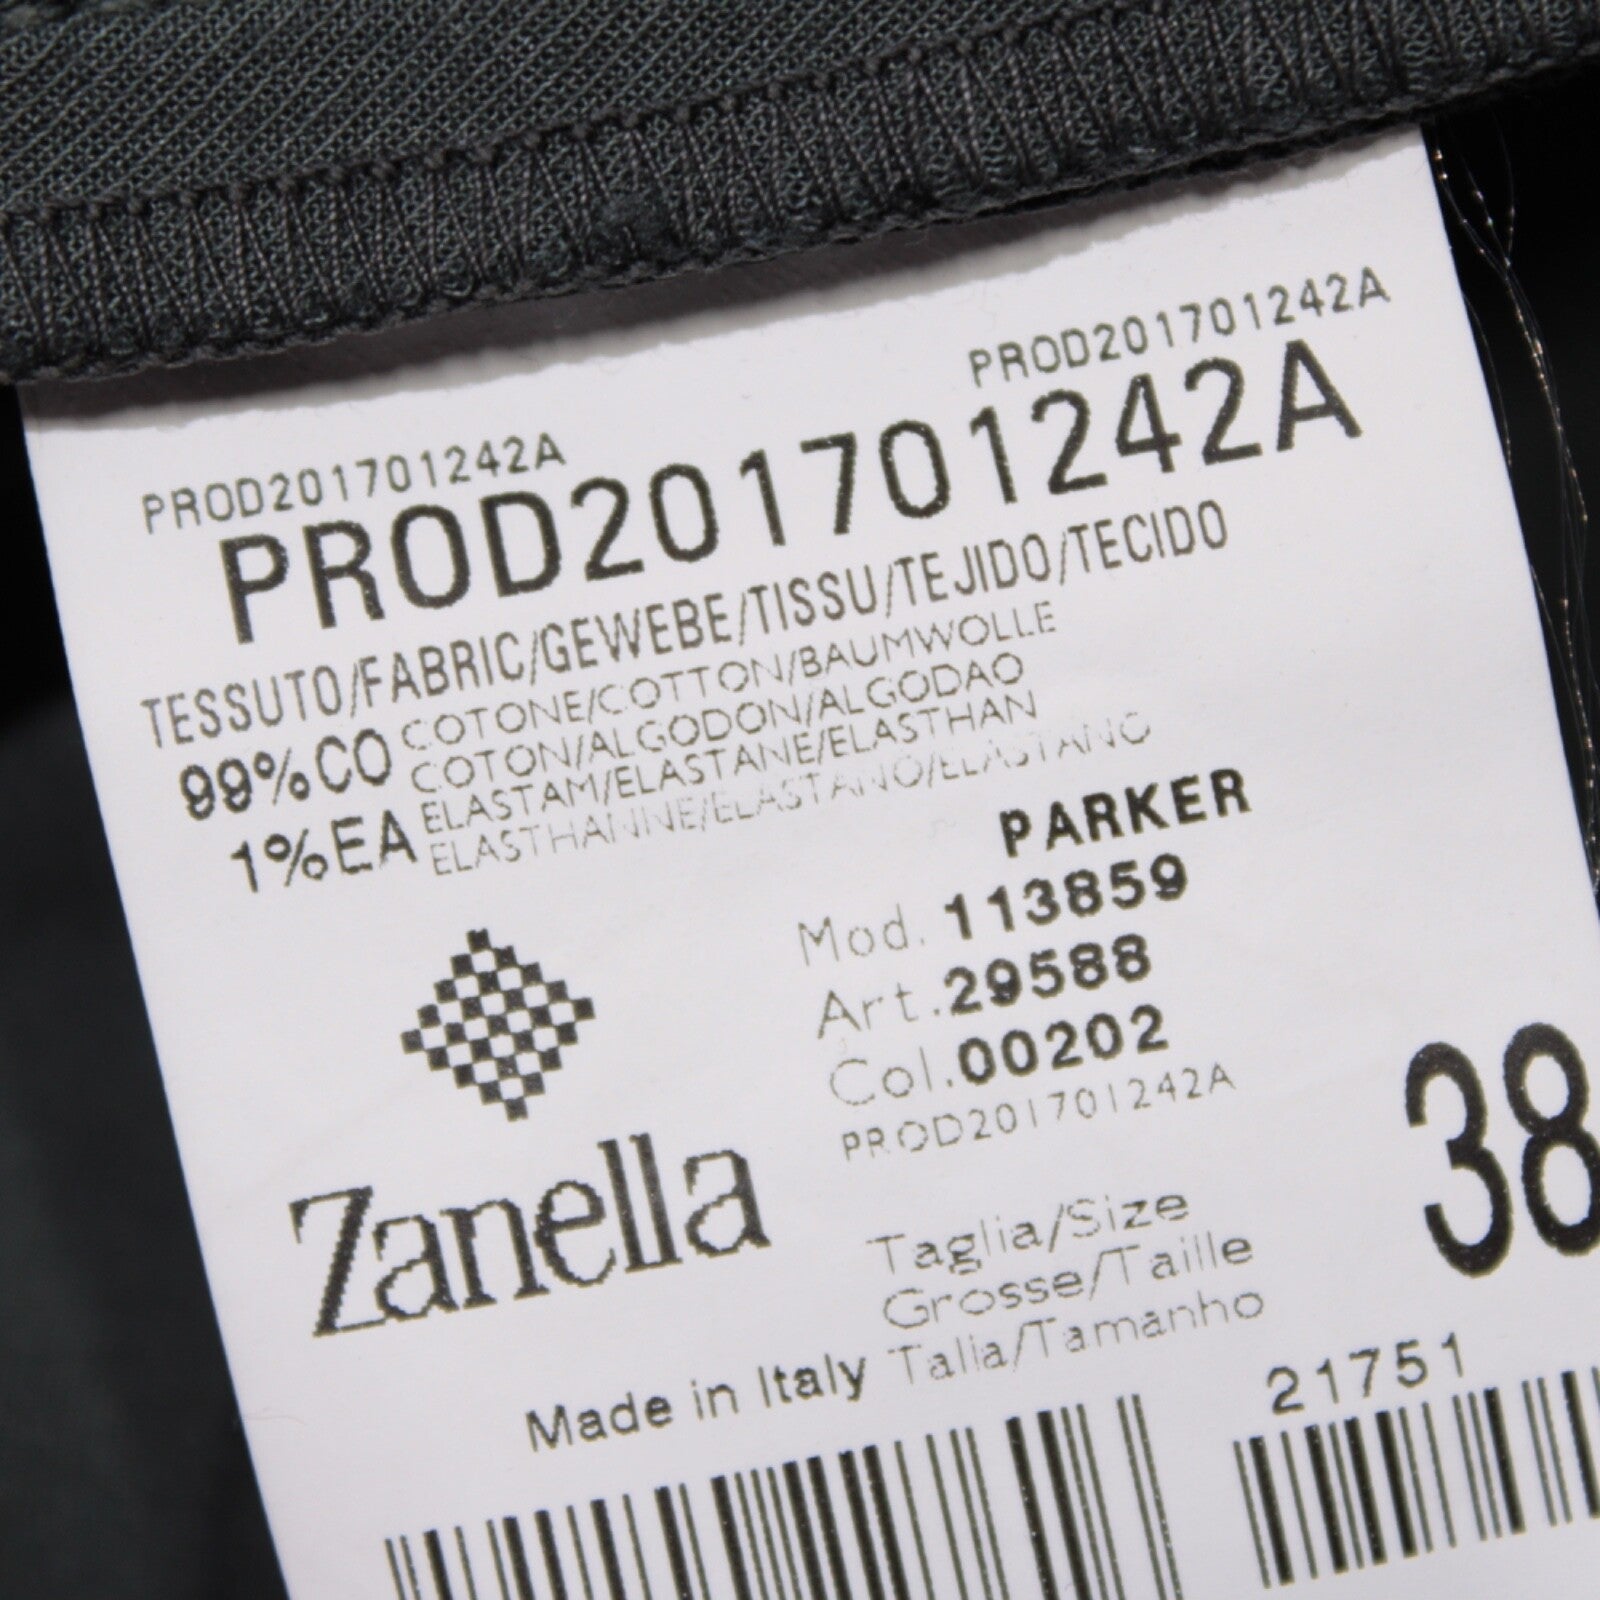 PROD201701242A
PROD201701242A
PROD201701242A
TESSUTO/FABRIC/GEWEBE/TISSU/TEJIDO/TECIDO
99%CO COTONE/COTTON/BAUMWOLLE
COTON/ALGODON/ALGODAO
1%EA ELASTAM/ELASTANE/ELASTHAN
ELASTHANNE/ELASTANO/ELASTANO
PARKER
Mod. 113859
Art. 29588
Col. 00202
PROD201701242A
Zanella
Taglia/Size
Grosse/Taille
Talia/Tamanho
38
Made in Italy
21751